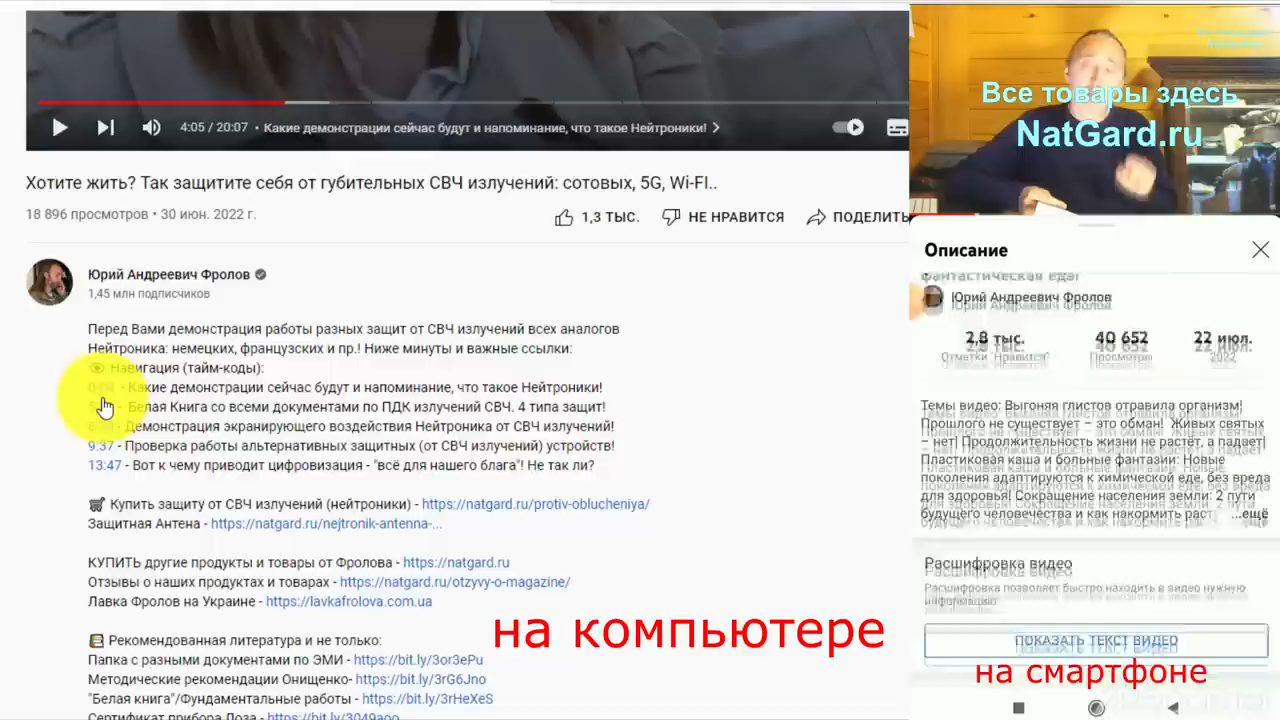 4:05 / 20:07 • Какие демонстрации сейчас будут и напоминание, что такое Нейтроники!
Хотите жить? Так защитите себя от губительных СВЧ излучений: сотовых, 5G, Wi-FI..
18 896 просмотров • 30 июн. 2022 г.
1,3 ТЫС.
НЕ НРАВИТСЯ
ПОДЕЛИТЬ
Юрий Андреевич Фролов
1,45 млн подписчиков
Перед Вами демонстрация работы разных защит от СВЧ излучений всех аналогов
Нейтроника: немецких, французских и пр.! Ниже минуты и важные ссылки:
Навигация (тайм-коды):
- Какие демонстрации сейчас будут и напоминание, что такое Нейтроники!
- Белая Книга со всеми документами по ПДК излучений СВЧ. 4 типа защит!
- Демонстрация экранирующего воздействия Нейтроника от СВЧ излучений!
9:37 - Проверка работы альтернативных защитных (от СВЧ излучений) устройств!
13:47 - Вот к чему приводит цифровизация - "всё для нашего блага"! Не так ли?
Купить защиту от СВЧ излучений (нейтроники) - https://natgard.ru/protiv-oblucheniya/
Защитная Антена - https://natgard.ru/nejtronik-antenna-...
КУПИТЬ другие продукты и товары от Фролова - https://natgard.ru
Отзывы о наших продуктах и товарах - https://natgard.ru/otzyvy-o-magazine/
Лавка Фролов на Украине - https://lavkafrolova.com.ua
Рекомендованная литература и не только:
Папка с разными документами по ЭМИ - https://bit.ly/3or3ePu
Методические рекомендации Онищенко- https://bit.ly/3rG6Jno
"Белая книга"/Фундаментальные работы - https://bit.ly/3rHeXeS
Сертификат прибора Доза - https://bit.ly/3049aoo
на компьютере
Все товары здесь
NatGard.ru
Описание
фантастическая еда!
Юрий Андреевич Фролов
2,8 тыс.
40 652
22 июл.
Отметки "Нравится"
Просмотры
2022
Темы видео: Выгоняя глистов отравила организм!
Прошлого не существует – это обман! Живых святых
– нет! Продолжительность жизни не растёт, а падает!
Пластиковая каша и больные фантазии: Новые
поколения адаптируются к химической еде, без вреда
для здоровья! Сокращение населения земли: 2 пути
будущего человечества и как накормить раст ...ещё
Расшифровка видео
Расшифровка позволяет быстро находить в видео нужную
информацию
ПОКАЗАТЬ ТЕКСТ ВИДЕО
на смартфоне